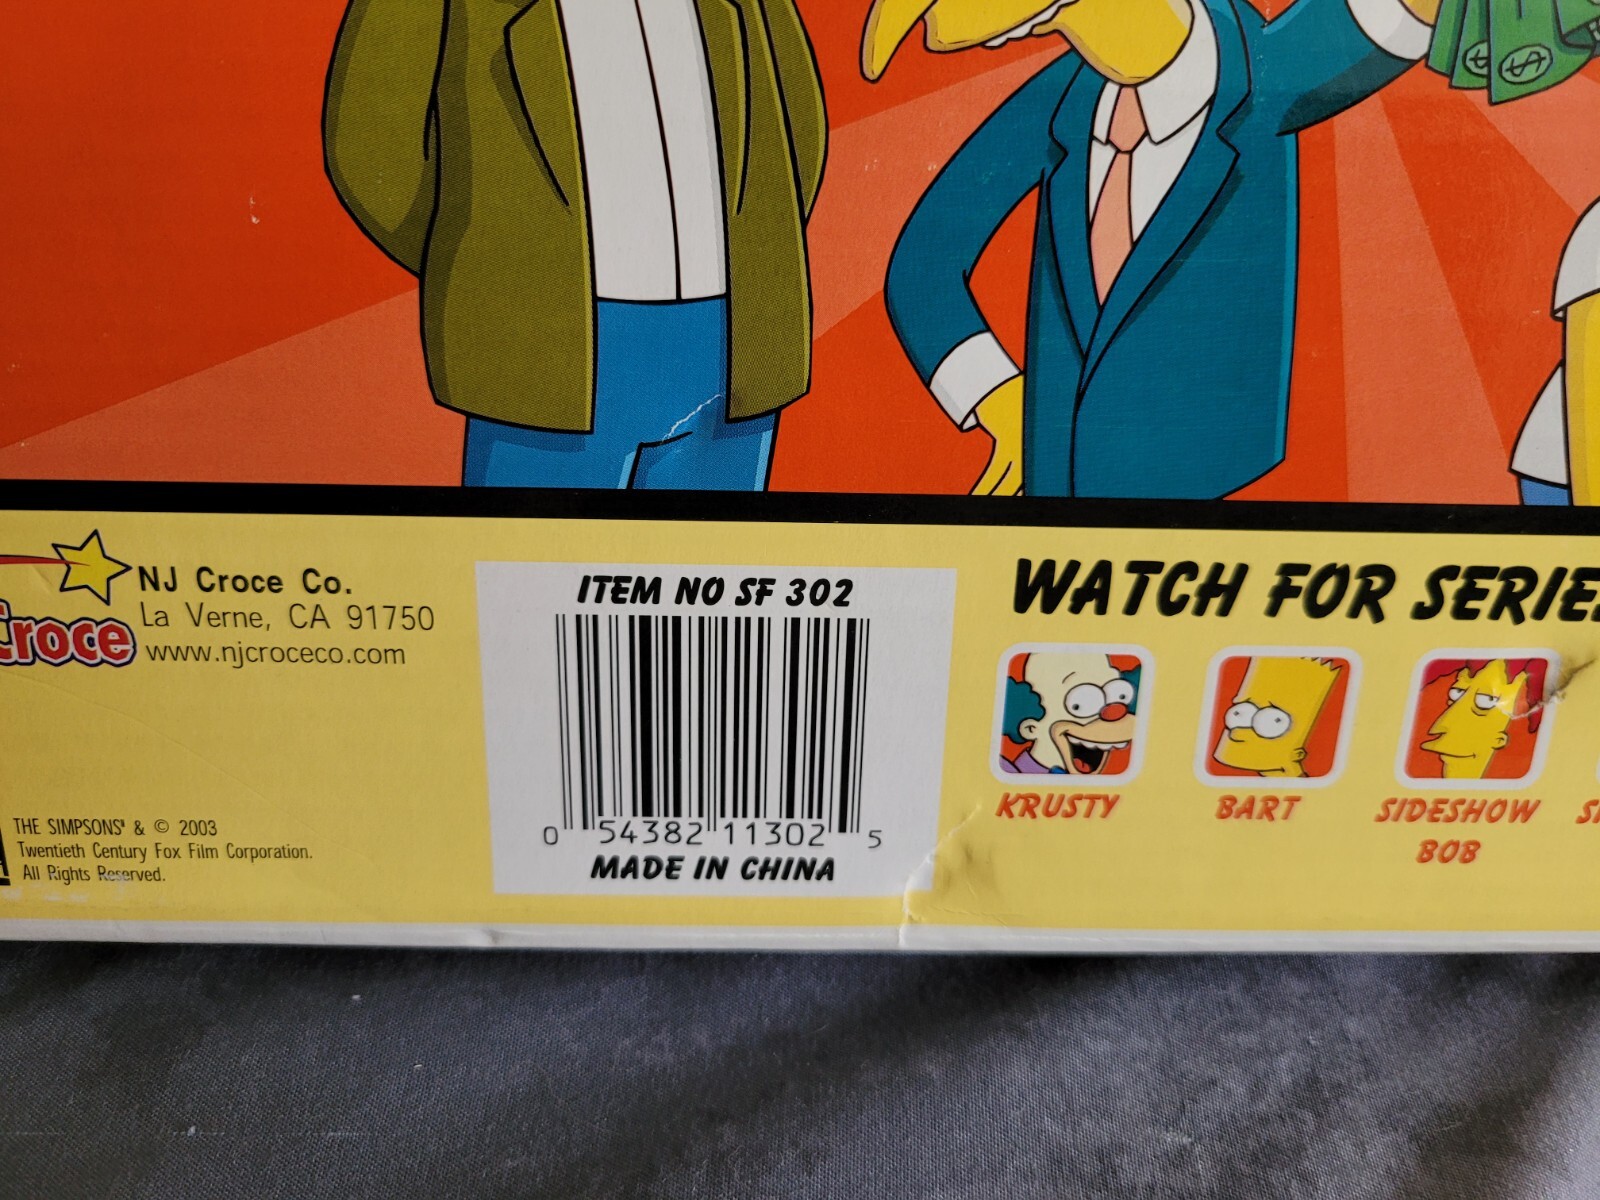 NJ Croce Co.
La Verne, CA 91750
www.njcroceco.com
Croce
THE SIMPSONS & © 2003
Twentieth Century Fox Film Corporation.
All Rights Reserved.
ITEM NO SF 302
0 54382 11302 5
MADE IN CHINA
WATCH FOR SERIE
KRUSTY
BART
SIDESHOW
BOB